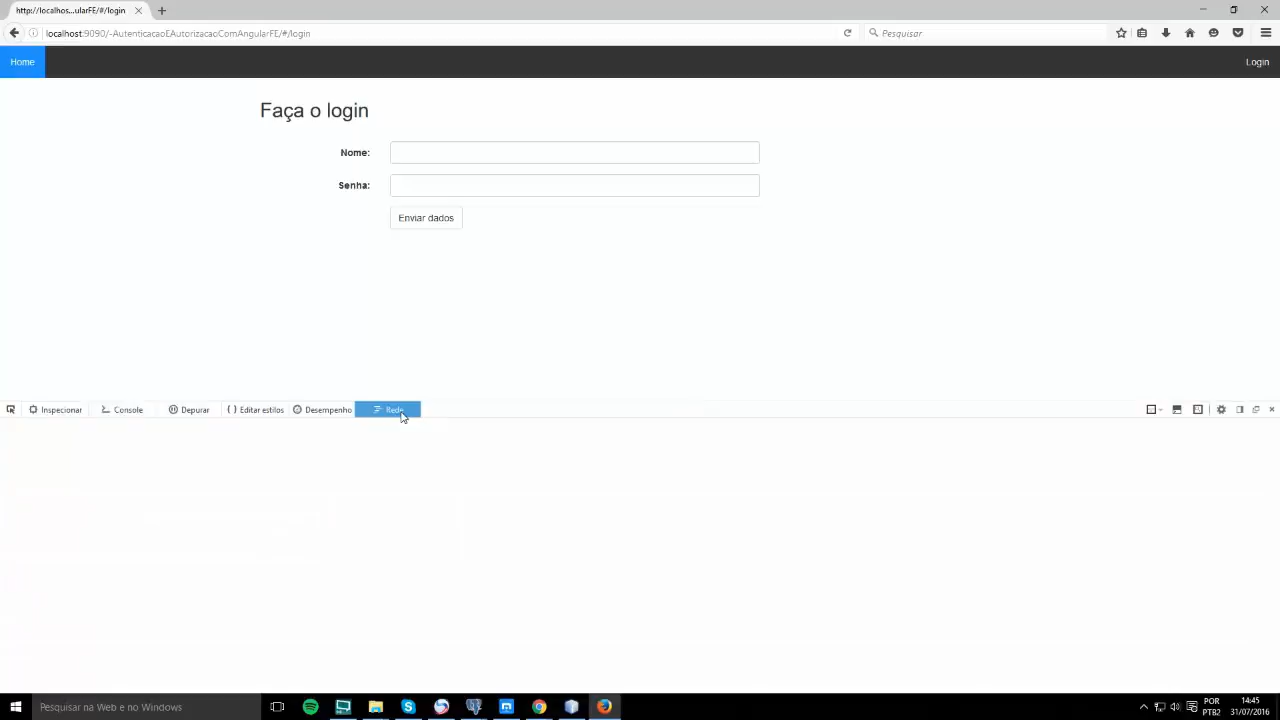 http://localhos...ularFE/#/login
localhost:9090/-AutenticacaoEAutorizacaoComAngularFE/#/login
Pesquisar
Home
Login
Faça o login
Nome:
Senha:
Enviar dados
Inspecionar
Console
Depurar
Editar estilos
Desempenho
Rede
Pesquisar na Web e no Windows
POR
PTB2
14:45
31/07/2016